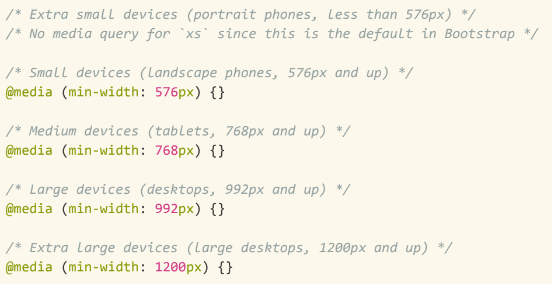 /* Extra small devices (portrait phones, less than 576px) */
/* No media query for `xs` since this is the default in Bootstrap */
/* Small devices (landscape phones, 576px and up) */
@media (min-width: 576px) {}
/* Medium devices (tablets, 768px and up) */
@media (min-width: 768px) {}
/* Large devices (desktops, 992px and up) */
@media (min-width: 992px) {}
/* Extra large devices (large desktops, 1200px and up) */
@media (min-width: 1200px) {}